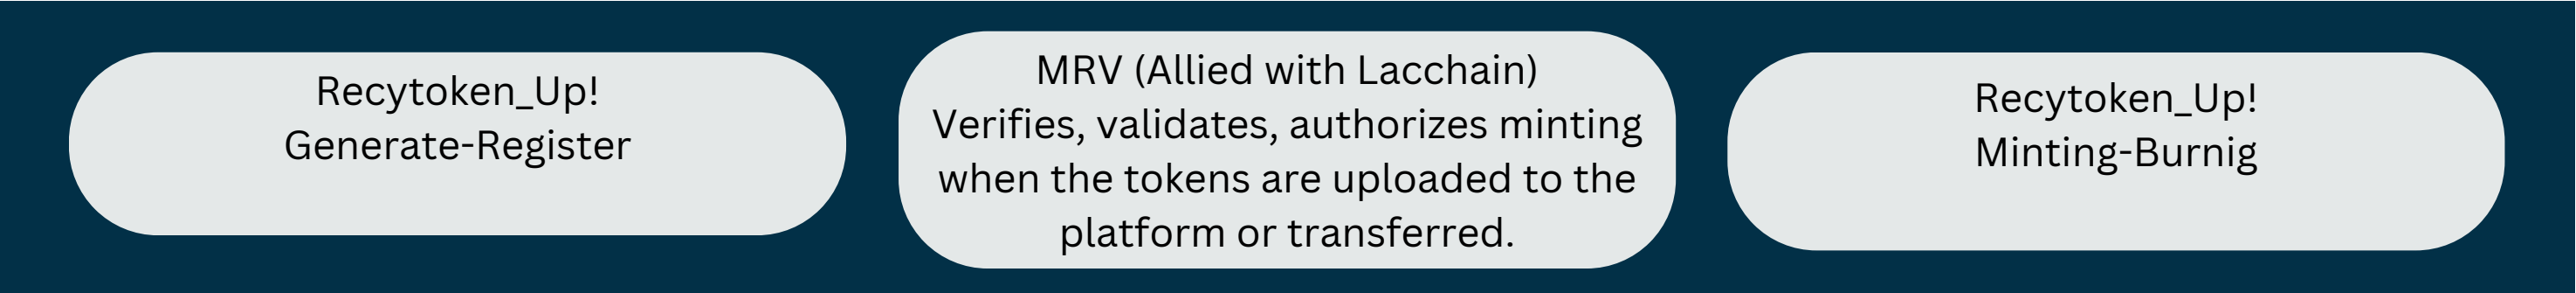 Recytoken_Up!
Generate-Register
MRV (Allied with Lacchain)
Verifies, validates, authorizes minting
when the tokens are uploaded to the
platform or transferred.
Recytoken_Up!
Minting-Burnig